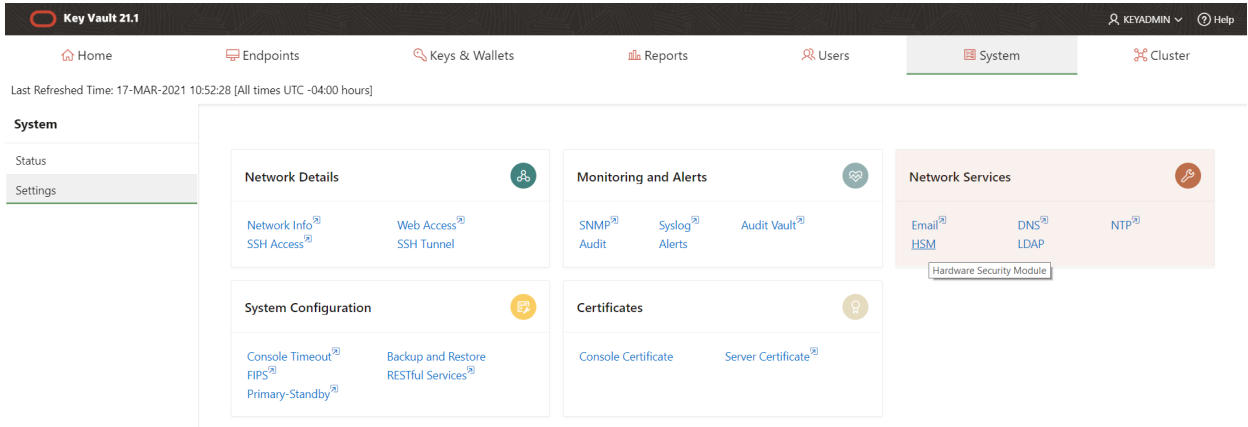 Key Vault 21.1
KEYADMIN
Help
Home
Endpoints
Keys & Wallets
Reports
Users
System
Cluster
Last Refreshed Time: 17-MAR-2021 10:52:28 [All times UTC -04:00 hours]
System
Status
Settings
Network Details
Network Info Web Access
SSH Access SSH Tunnel
Monitoring and Alerts
SNMP Syslog Audit Vault
Audit Alerts
Network Services
Email DNS NTP
HSM LDAP
Hardware Security Module
System Configuration
Console Timeout Backup and Restore
FIPS RESTful Services
Primary-Standby
Certificates
Console Certificate Server Certificate